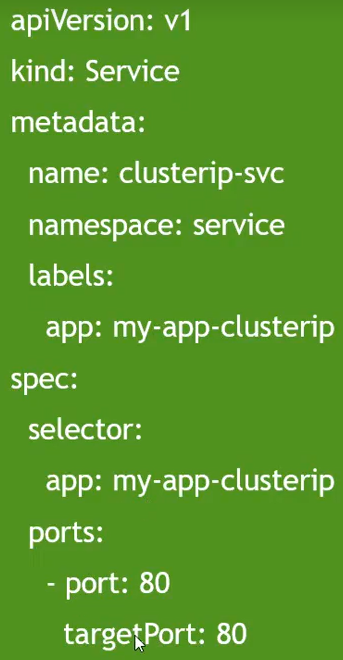 apiVersion: v1
kind: Service
metadata:
  name: clusterip-svc
  namespace: service
  labels:
    app: my-app-clusterip
spec:
  selector:
    app: my-app-clusterip
  ports:
    - port: 80
      targetPort: 80